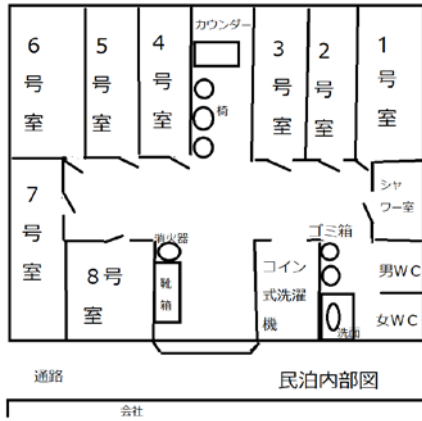 カウンダー
6号室
5号室
4号室
3号室
2号室
1号室
椅
7号室
シャ
ワー室
消火器
ゴミ箱
8号
室
靴箱
コイン
式洗濯
機
男WC
女WC
洗面
通路
民泊内部図
会社